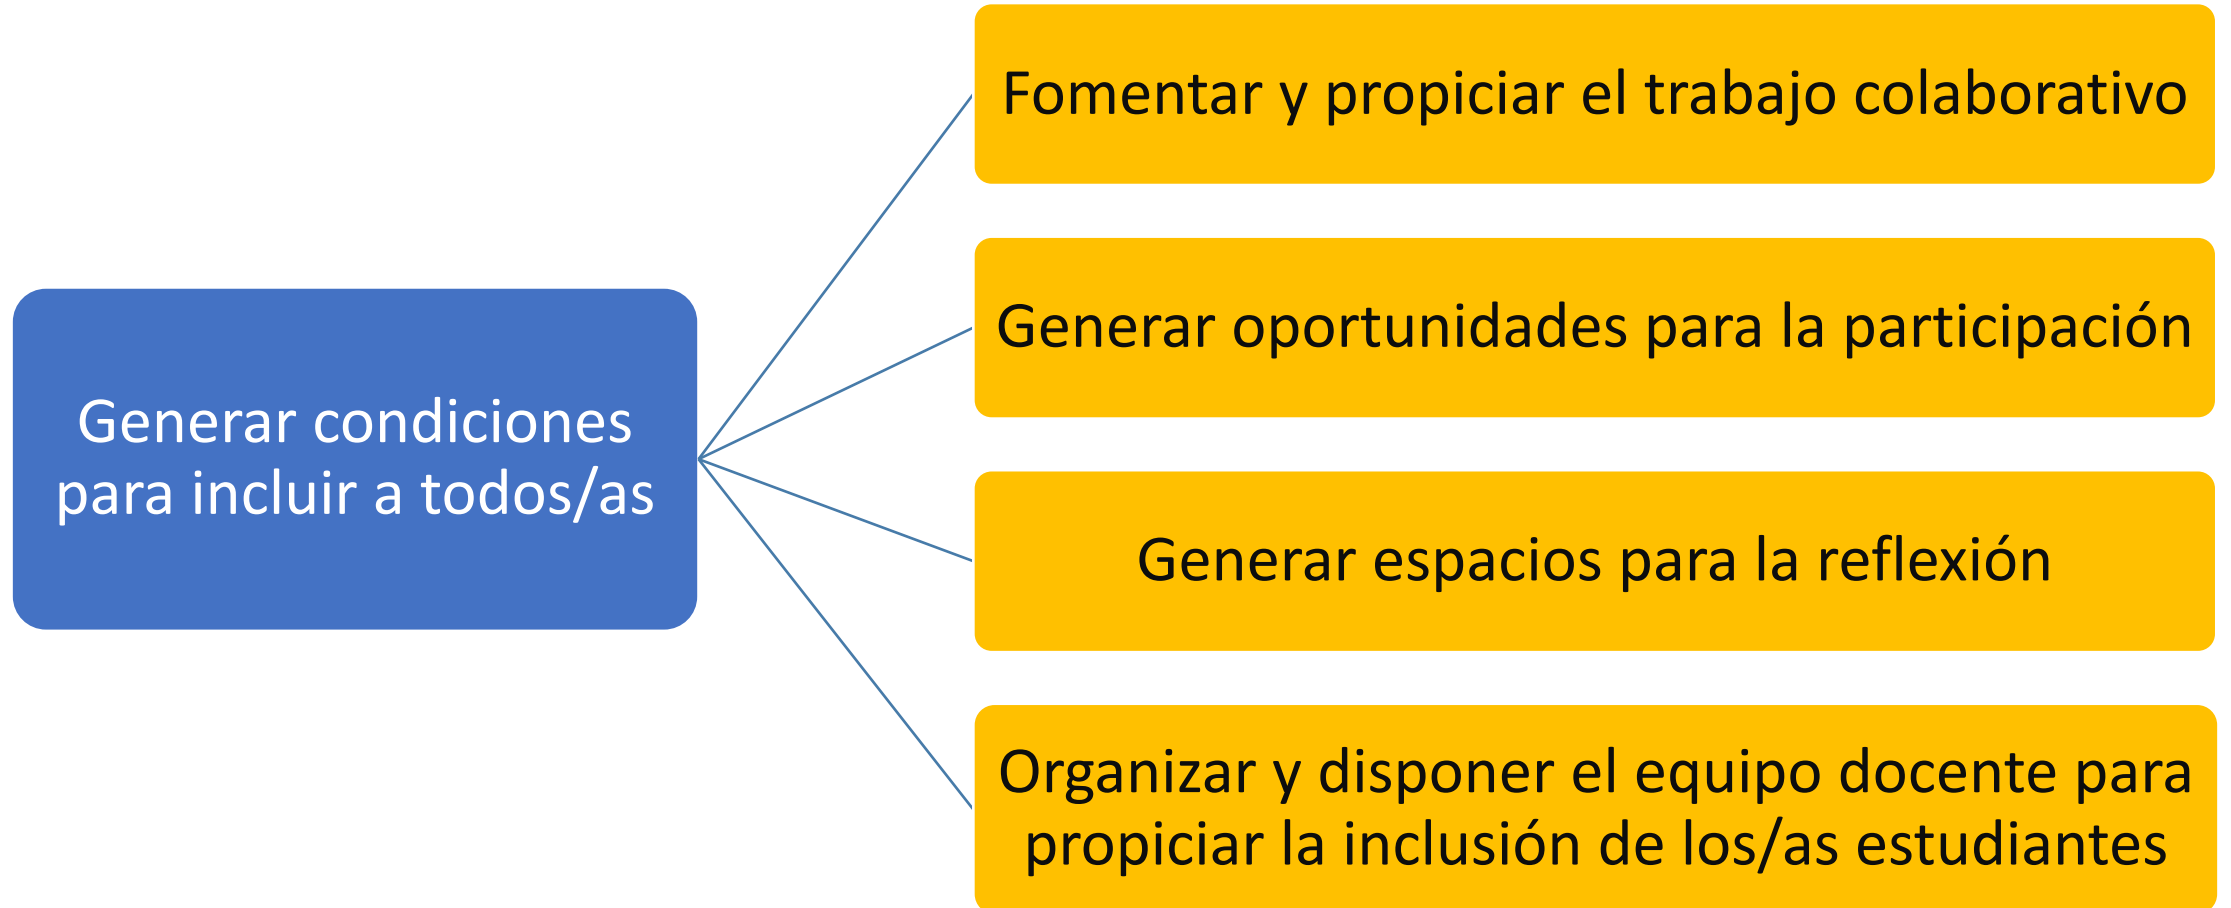 Fomentar y propiciar el trabajo colaborativo
Generar oportunidades para la participación
Generar condiciones
para incluir a todos/as
Generar espacios para la reflexión
Organizar y disponer el equipo docente para
propiciar la inclusión de los/as estudiantes